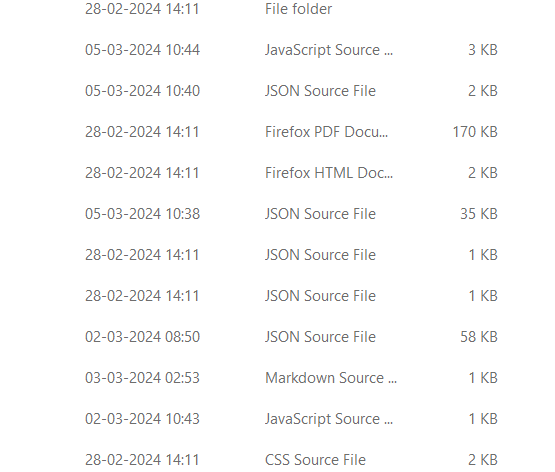 28-02-2024 14:11 File folder
05-03-2024 10:44 JavaScript Source ... 3 KB
05-03-2024 10:40 JSON Source File 2 KB
28-02-2024 14:11 Firefox PDF Docu... 170 KB
28-02-2024 14:11 Firefox HTML Doc... 2 KB
05-03-2024 10:38 JSON Source File 35 KB
28-02-2024 14:11 JSON Source File 1 KB
28-02-2024 14:11 JSON Source File 1 KB
02-03-2024 08:50 JSON Source File 58 KB
03-03-2024 02:53 Markdown Source ... 1 KB
02-03-2024 10:43 JavaScript Source ... 1 KB
28-02-2024 14:11 CSS Source File 2 KB